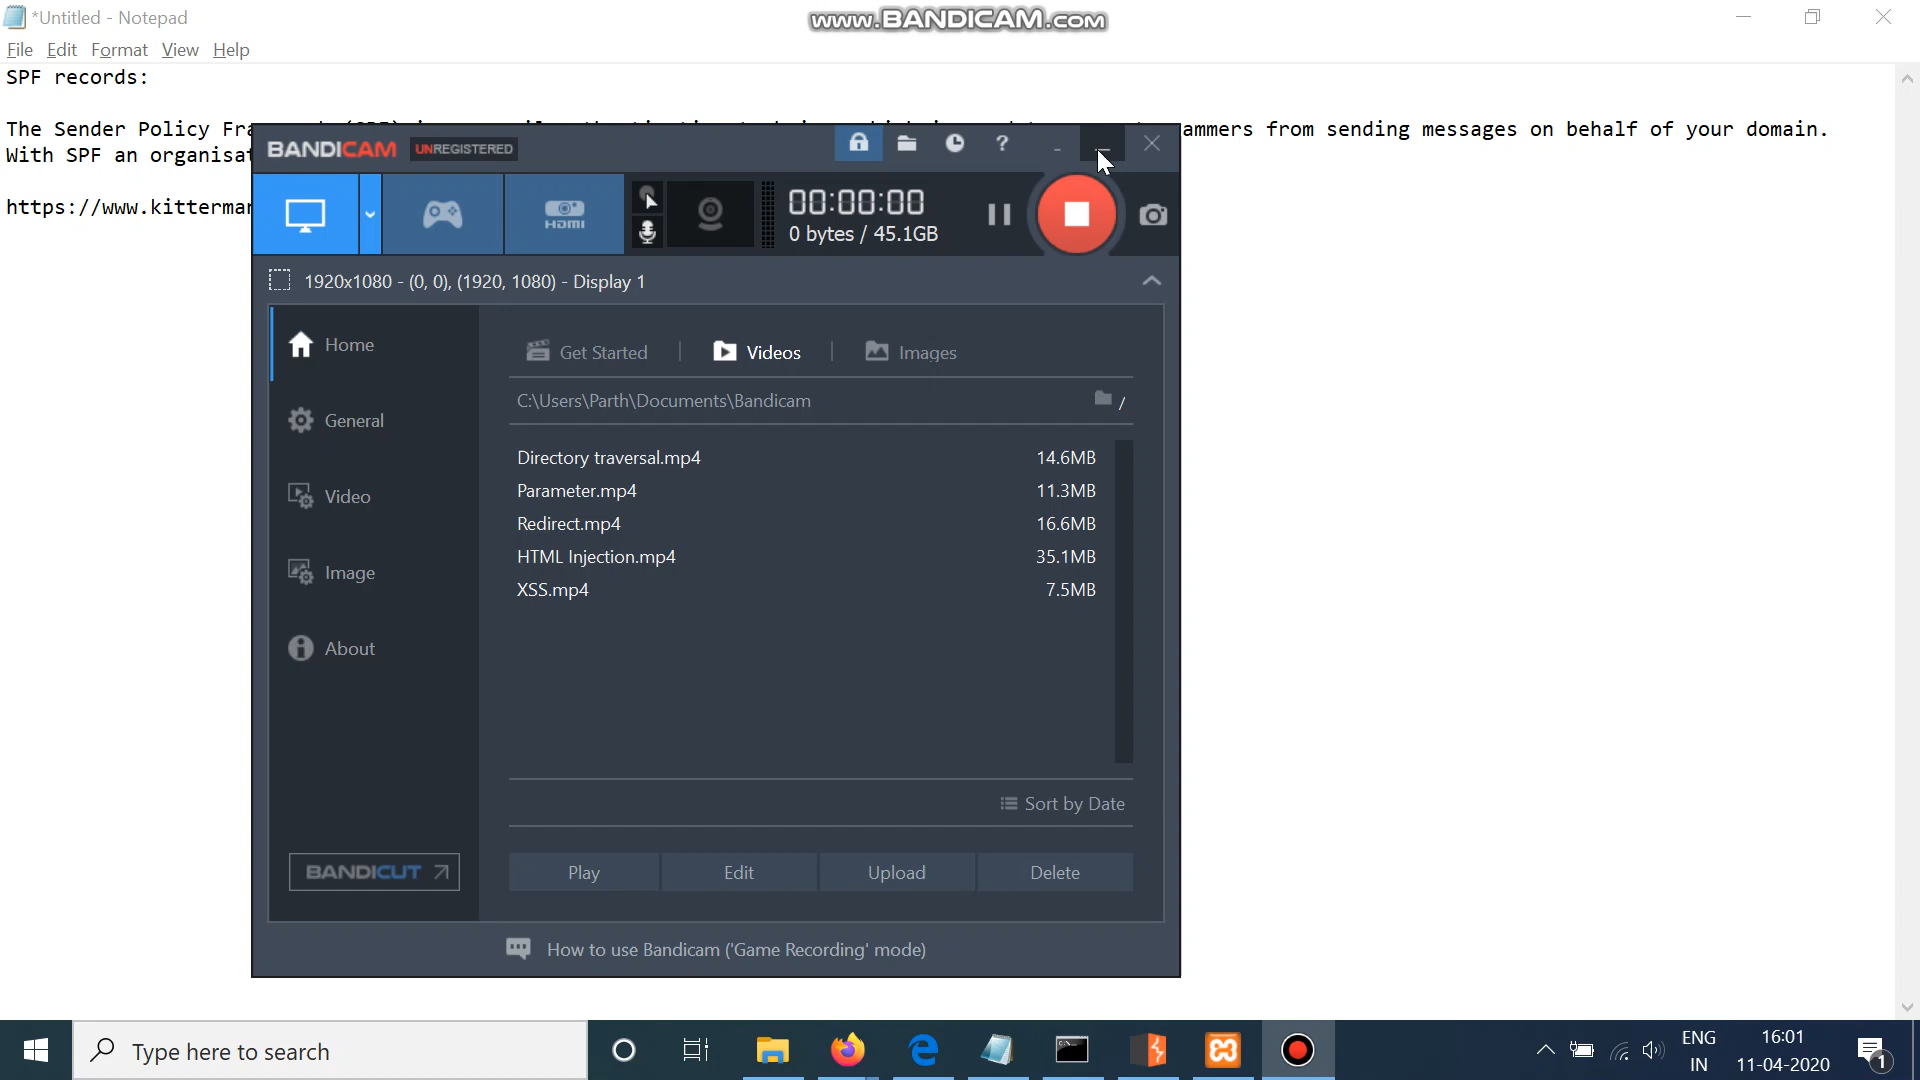 *Untitled - Notepad
www.BANDICAM.com
File Edit Format View Help
SPF records:
The Sender Policy Fra
ammers from sending messages on behalf of your domain.
With SPF an organisat
https://www.kitterman
BANDICAM UNREGISTERED
?
HDMI
00:00:00
0 bytes / 45.1GB
1920x1080 - (0, 0), (1920, 1080) - Display 1
Home
General
Video
Image
About
BANDICUT
Get Started | Videos | Images
C:\Users\Parth\Documents\Bandicam
/
Directory traversal.mp4 14.6MB
Parameter.mp4 11.3MB
Redirect.mp4 16.6MB
HTML Injection.mp4 35.1MB
XSS.mp4 7.5MB
Sort by Date
Play Edit Upload Delete
How to use Bandicam ('Game Recording' mode)
Type here to search
ENG
IN
16:01
11-04-2020
1